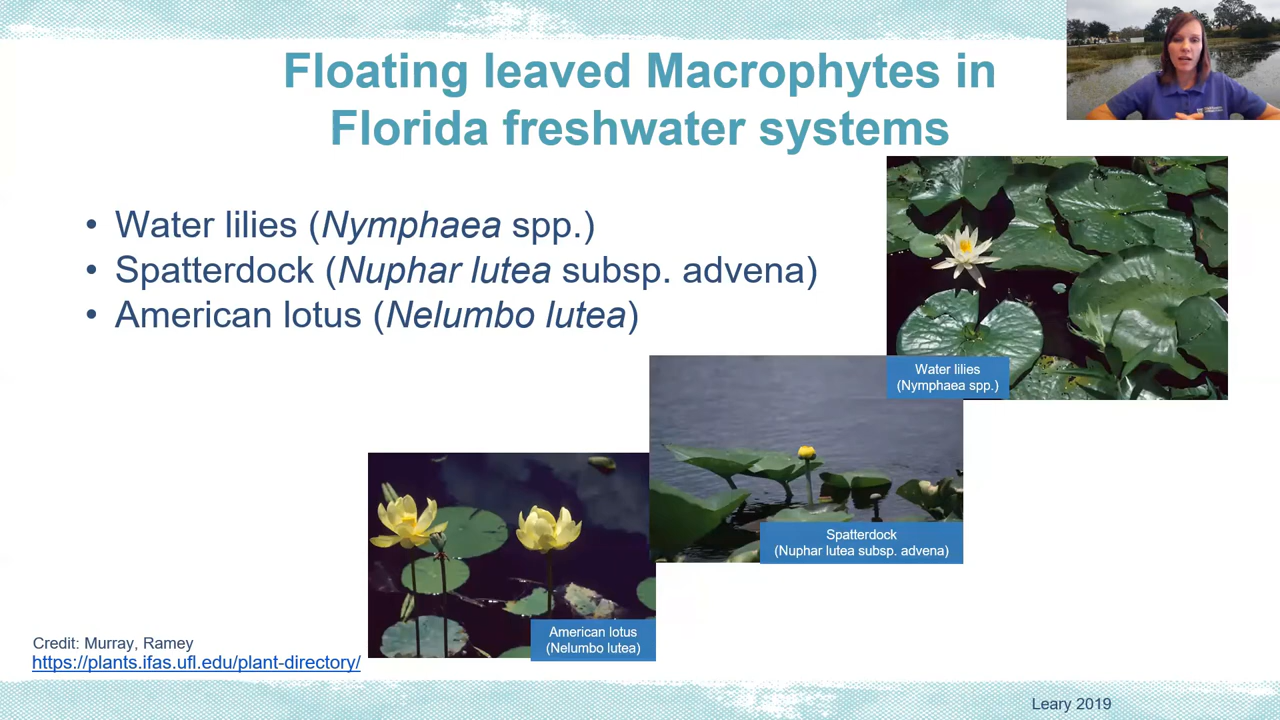 Floating leaved Macrophytes in
Florida freshwater systems
• Water lilies (Nymphaea spp.)
• Spatterdock (Nuphar lutea subsp. advena)
• American lotus (Nelumbo lutea)
Water lilies
(Nymphaea spp.)
Spatterdock
(Nuphar lutea subsp. advena)
American lotus
(Nelumbo lutea)
Credit: Murray, Ramey
https://plants.ifas.ufl.edu/plant-directory/
Leary 2019